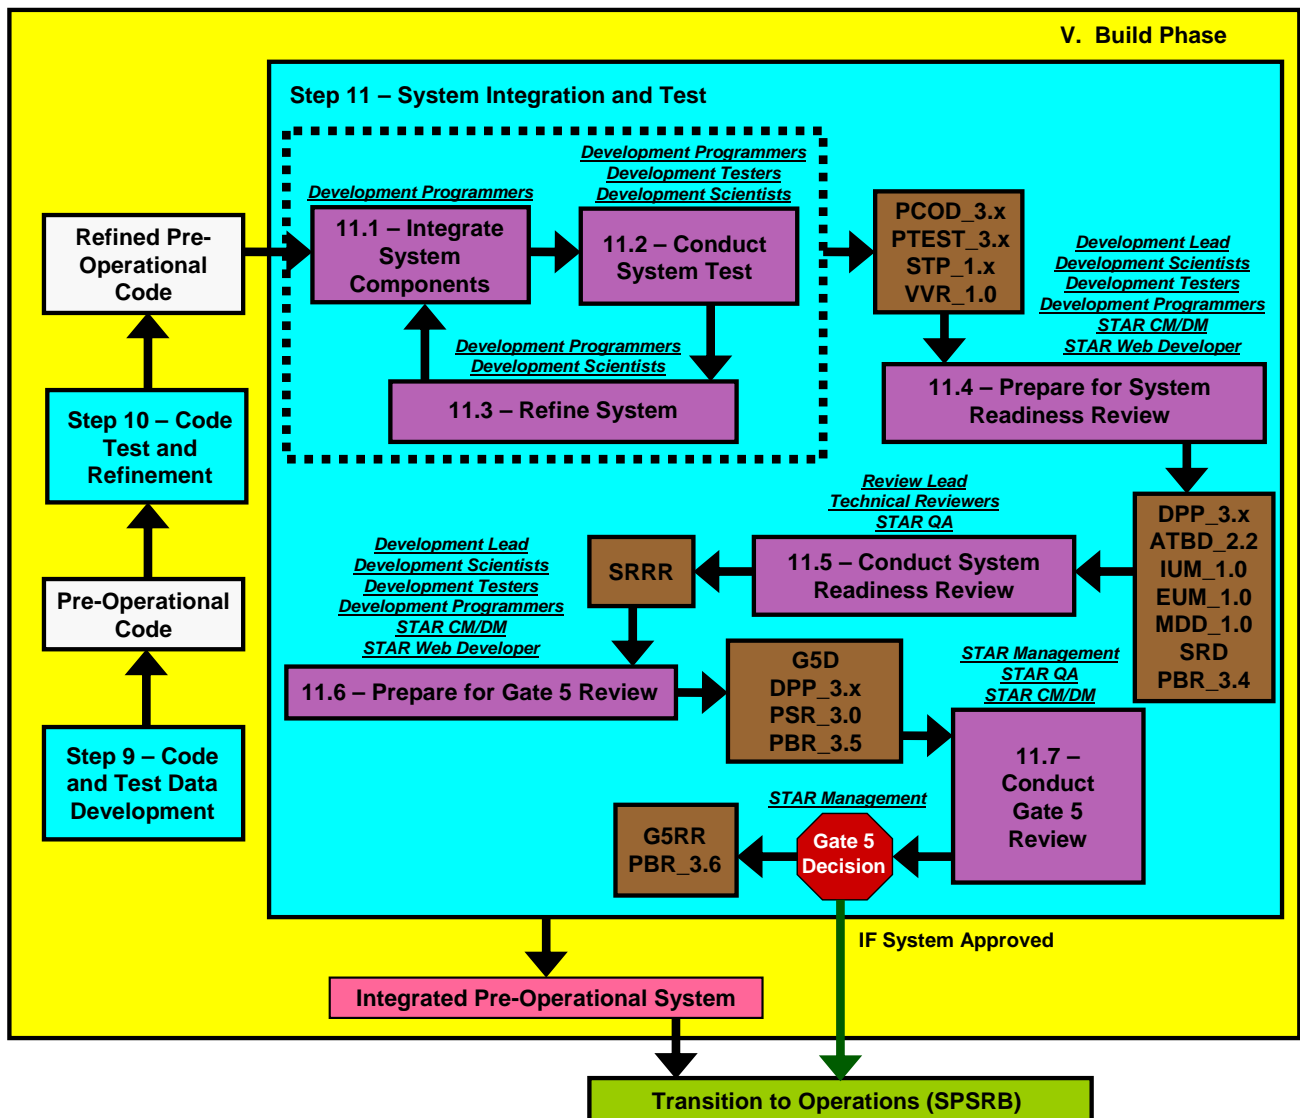 V. Build Phase
Step 11 – System Integration and Test
Development Programmers
Development Programmers
Development Testers
Development Scientists
11.1 – Integrate
System
Components
11.2 – Conduct
System Test
Development Programmers
Development Scientists
11.3 – Refine System
PCOD_3.x
PTEST_3.x
STP_1.x
VVR_1.0
Development Lead
Development Scientists
Development Testers
Development Programmers
STAR CM/DM
STAR Web Developer
11.4 – Prepare for System
Readiness Review
Refined Pre-
Operational
Code
Step 10 – Code
Test and
Refinement
Pre-Operational
Code
Step 9 – Code
and Test Data
Development
DPP_3.x
ATBD_2.2
IUM_1.0
EUM_1.0
MDD_1.0
SRD
PBR_3.4
Review Lead
Technical Reviewers
STAR QA
11.5 – Conduct System
Readiness Review
SRRR
Development Lead
Development Scientists
Development Testers
Development Programmers
STAR CM/DM
STAR Web Developer
11.6 – Prepare for Gate 5 Review
G5D
DPP_3.x
PSR_3.0
PBR_3.5
STAR Management
STAR QA
STAR CM/DM
11.7 –
Conduct
Gate 5
Review
STAR Management
Gate 5
Decision
G5RR
PBR_3.6
IF System Approved
Integrated Pre-Operational System
Transition to Operations (SPSRB)